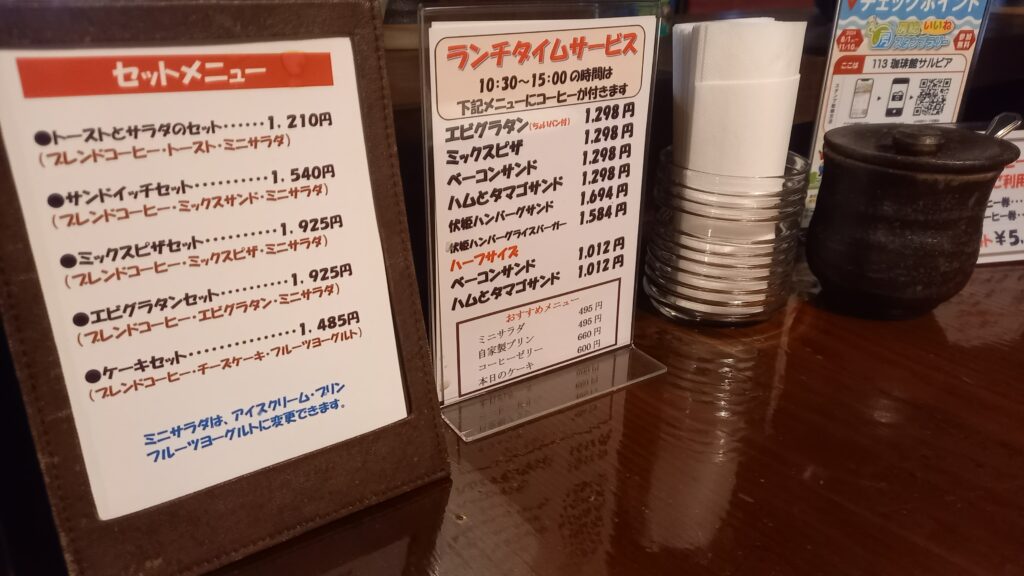 セットメニュー
●トーストとサラダのセット・・・・・・1.210円
(ブレンドコーヒー・トースト・ミニサラダ)
●サンドイッチセット・・・・・・・・・・1.540円
(ブレンドコーヒー・ミックスサンド・ミニサラダ)
●ミックスピザセット・・・・・・・・・1.925円
(ブレンドコーヒー・ミックスピザ・ミニサラダ)
●エビグラタンセット・・・・・・・・・・1.925円
(ブレンドコーヒー・エビグラタン・ミニサラダ)
●ケーキセット・・・・・・・・・・・・・・1.485円
(ブレンドコーヒー・チーズケーキ・フルーツヨーグルト)
ミニサラダは、アイスクリーム・プリン
フルーツヨーグルトに変更できます。
ランチタイムサービス
10:30~15:00の時間は
下記メニューにコーヒーが付きます
エビグラタン(ちょいパン付) 1.298円
ミックスピザ 1.298円
ベーコンサンド 1.298円
ハムとタマゴサンド 1.298円
伏姫ハンバーグサンド 1.694円
伏姫ハンバーグライスバーガー 1.584円
ハーフサイズ
ベーコンサンド 1.012円
ハムとタマゴサンド 1.012円
おすすめメニュー
ミニサラダ 495円
自家製プリン 495円
コーヒーゼリー 660円
本日のケーキ 600円
チェックポイント
いいね
スタンプラリー
ここは
113 珈琲館サルビア
ご利用